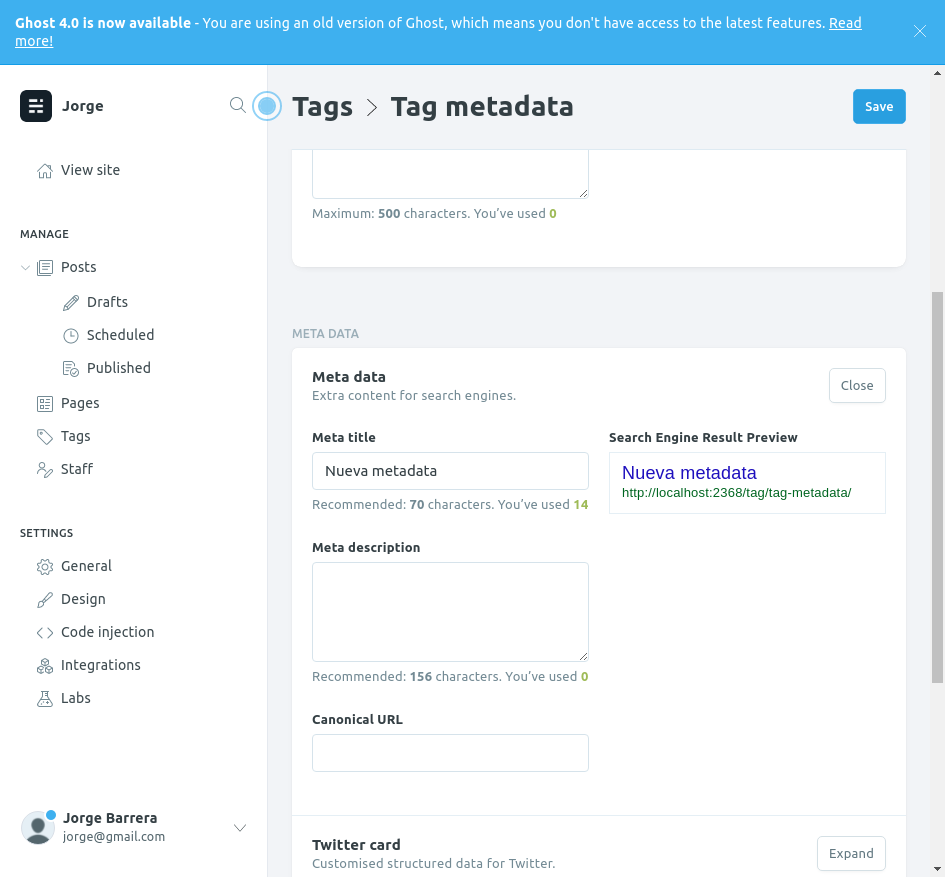 Ghost 4.0 is now available - You are using an old version of Ghost, which means you don't have access to the latest features. Read
more!
Jorge
Tags > Tag metadata
Save
View site
Maximum: 500 characters. You’ve used 0
MANAGE
Posts
Drafts
Scheduled
Published
Pages
Tags
Staff
META DATA
Meta data
Extra content for search engines.
Close
Meta title
Nueva metadata
Recommended: 70 characters. You’ve used 14
Search Engine Result Preview
Nueva metadata
http://localhost:2368/tag/tag-metadata/
SETTINGS
General
Design
Code injection
Integrations
Labs
Meta description
Recommended: 156 characters. You’ve used 0
Canonical URL
Jorge Barrera
jorge@gmail.com
Twitter card
Customised structured data for Twitter.
Expand